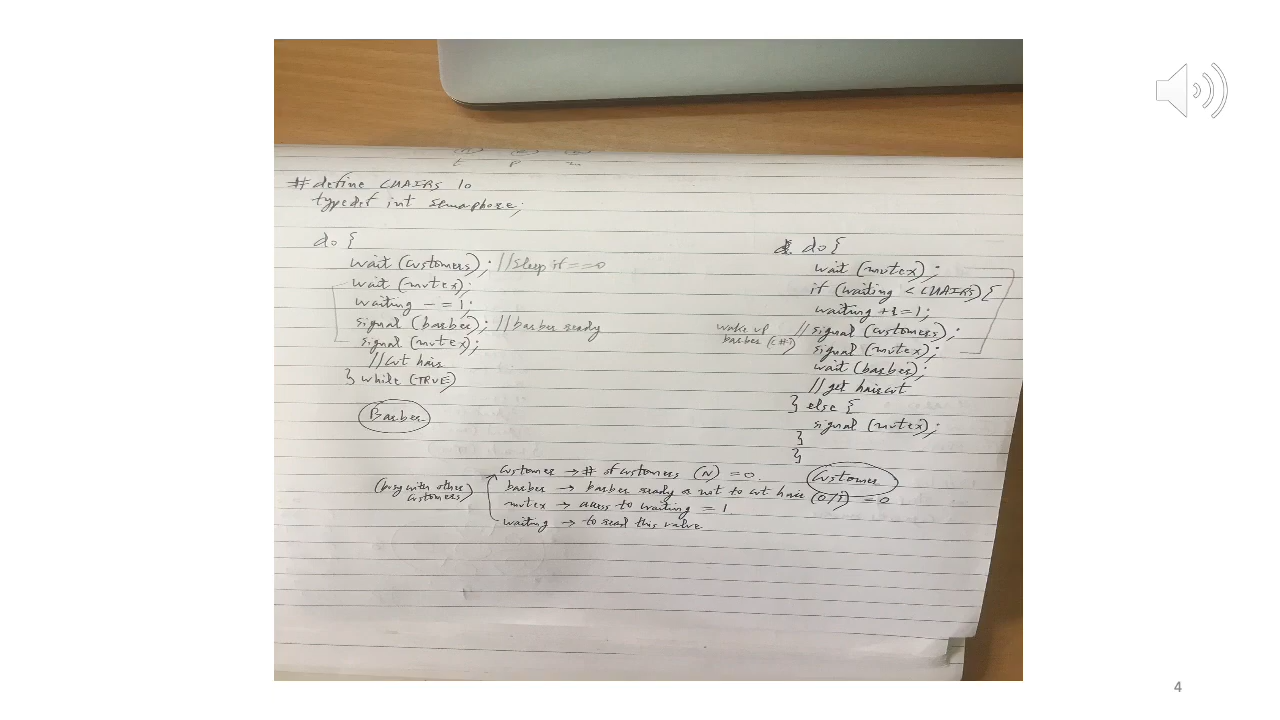 #define CHAIRS 10
typedef int semaphore;
do {
wait (customers); //sleep if ==0
wait (mutex);
waiting -=1;
signal (barber); //barber ready
signal (mutex);
//cut hair
} while (TRUE)
Barber
do {
wait (mutex);
if (waiting < CHAIRS) {
waiting +=1;
wake up // signal (customers);
barber
signal (mutex);
wait (barber);
//get haircut
} else {
signal (mutex);
}
}
Customer
customer → # of customers (N) = 0.
(busy with other customers)
barber → barber ready or not to cut hair (0/1) = 0
mutex → access to waiting = 1
waiting → to read this value
4